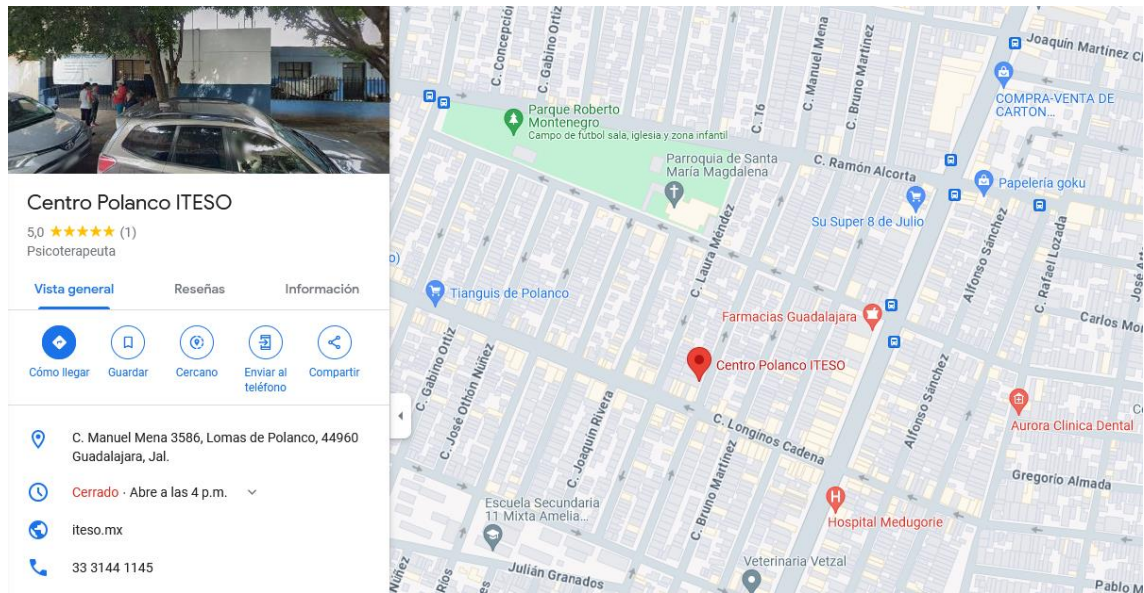 Centro Polanco ITESO
5,0 ★★★★★ (1)
Psicoterapeuta
Vista general
Reseñas
Información
Cómo llegar
Guardar
Cercano
Enviar al
teléfono
Compartir
C. Manuel Mena 3586, Lomas de Polanco, 44960
Guadalajara, Jal.
Cerrado · Abre a las 4 p.m.
iteso.mx
33 3144 1145
C. Concepción
C. Gabino Ortiz
C. Manuel Mena
C. Bruno Martínez
Joaquín Martínez C
COMPRA-VENTA DE
CARTON...
Parque Roberto
Montenegro
Campo de futbol sala, iglesia y zona infantil
C. 16
Parroquia de Santa
María Magdalena
C. Ramón Alcorta
Papelería goku
Su Super 8 de Julio
C. Laura Méndez
Alfonso Sánchez
C. Rafael Lozada
José
o)
Tianguis de Polanco
Farmacias Guadalajara
Carlos Mo
Centro Polanco ITESO
C. Gabino Ortiz
C. José Othón Núñez
C. Joaquín Rivera
C. Longinos Cadena
Alfonso Sánchez
Aurora Clinica Dental
C. Bruno Martínez
Gregorio Almada
Escuela Secundaria
11 Mixta Amelia...
Hospital Medugorie
Veterinaria Vetzal
Julián Granados
Núñez
Ríos
Pablo M